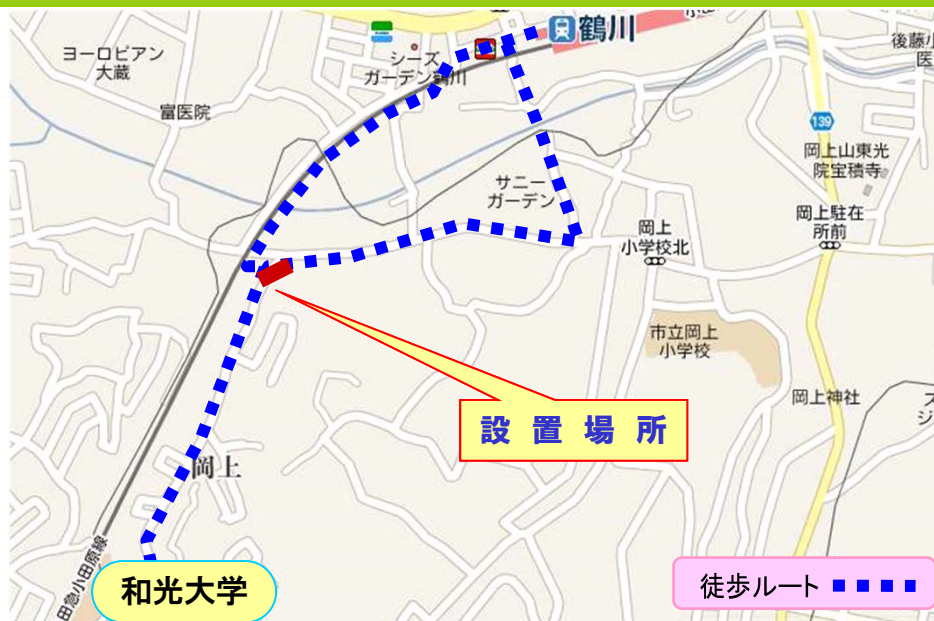 鶴川
ヨーロピアン
大蔵
シーズ
ガーデン鶴川
富医院
139
岡上山東光
院宝積寺
サニー
ガーデン
岡上
小学校北
岡上駐在
所前
市立岡上
小学校
岡上神社
設置場所
岡上
田急小田原線
和光大学
徒歩ルート